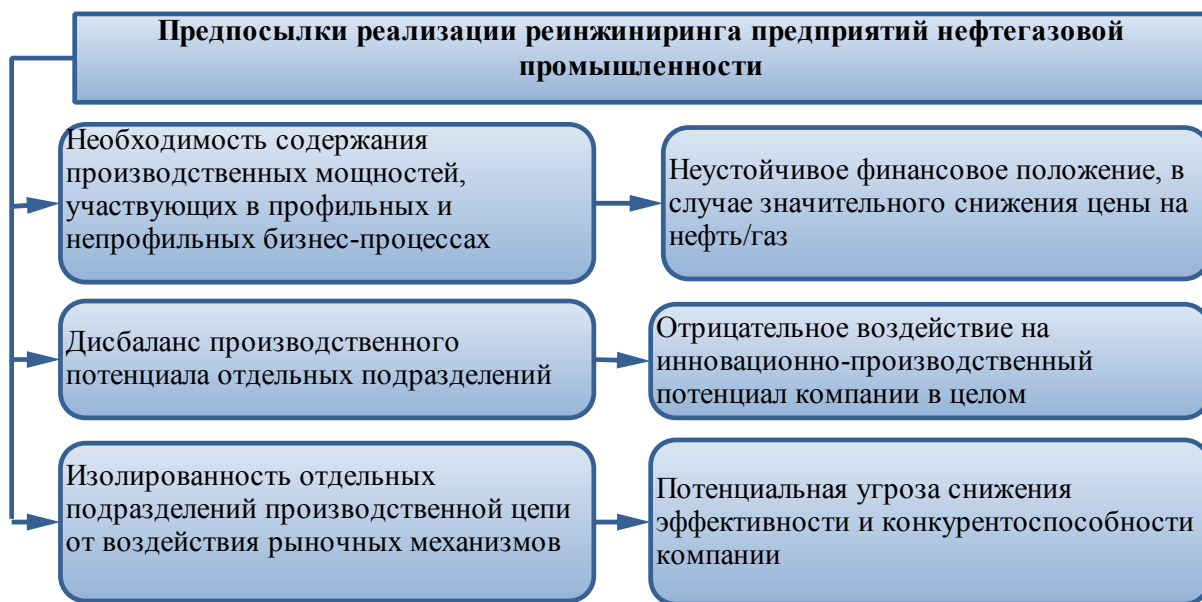 Предпосылки реализации реинжиниринга предприятий нефтегазовой
промышленности
Необходимость содержания
производственных мощностей,
участвующих в профильных и
непрофильных бизнес-процессах
Неустойчивое финансовое положение, в
случае значительного снижения цены на
нефть/газ
Дисбаланс производственного
потенциала отдельных подразделений
Отрицательное воздействие на
инновационно-производственный
потенциал компании в целом
Изолированность отдельных
подразделений производственной цепи
от воздействия рыночных механизмов
Потенциальная угроза снижения
эффективности и конкурентоспособности
компании